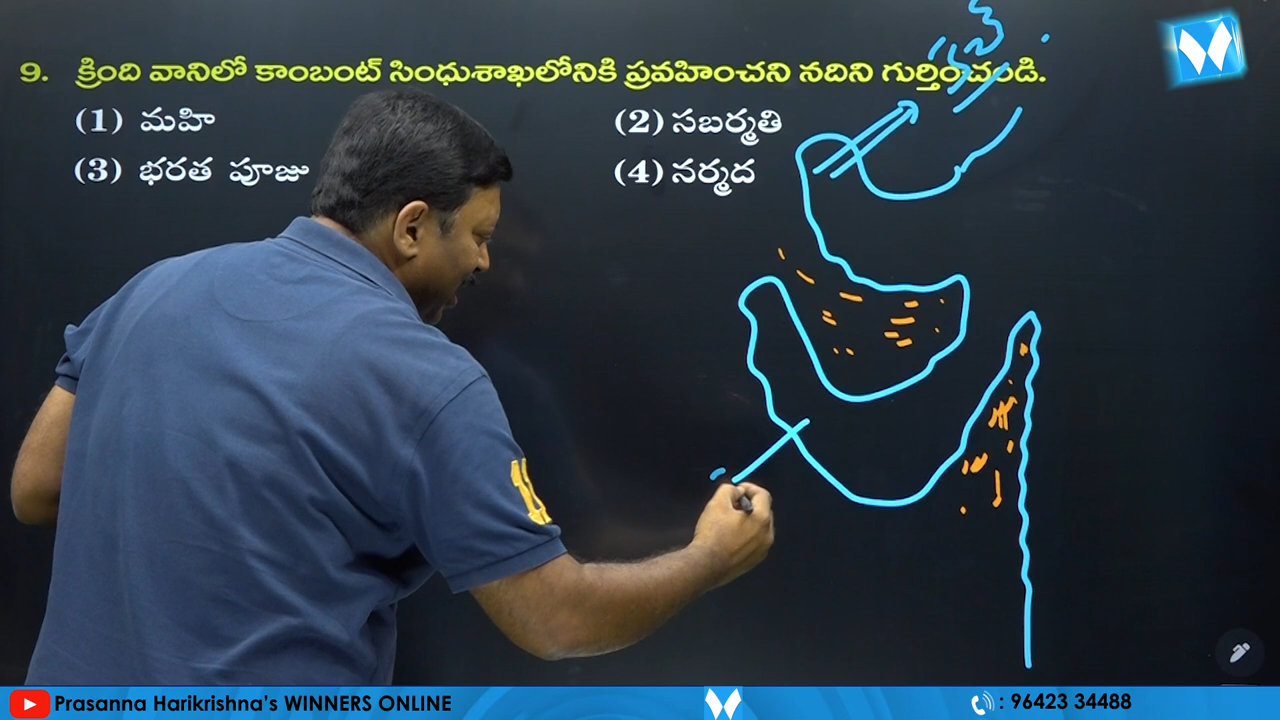 9. క్రింది వానిలో కాంబంట్ సింధుశాఖలోనికి ప్రవహించని నదిని గుర్తించండి.
(1) మహి
(2) సబర్మతి
(3) భరత పూజు
(4) నర్మద
Prasanna Harikrishna's WINNERS ONLINE
: 96423 34488